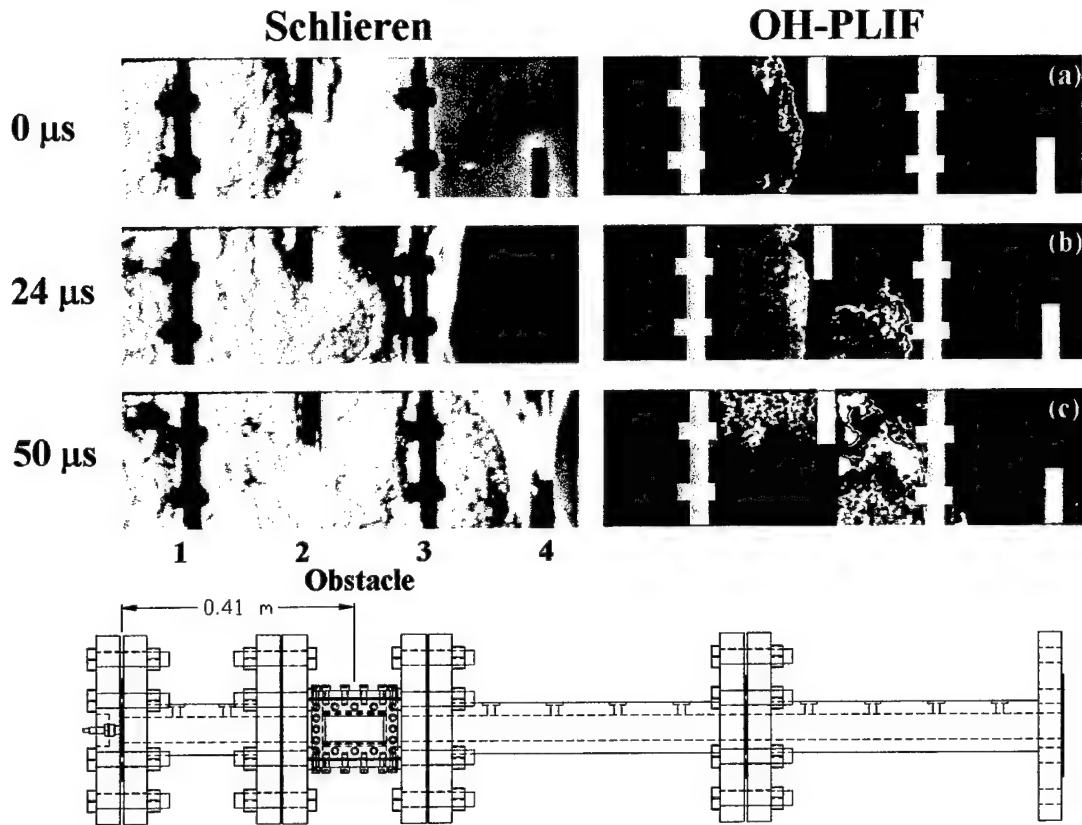 Schlieren OH-PLIF
0 µs (a)
24 µs (b)
50 µs (c)
1 2 3 4
Obstacle
0.41 m